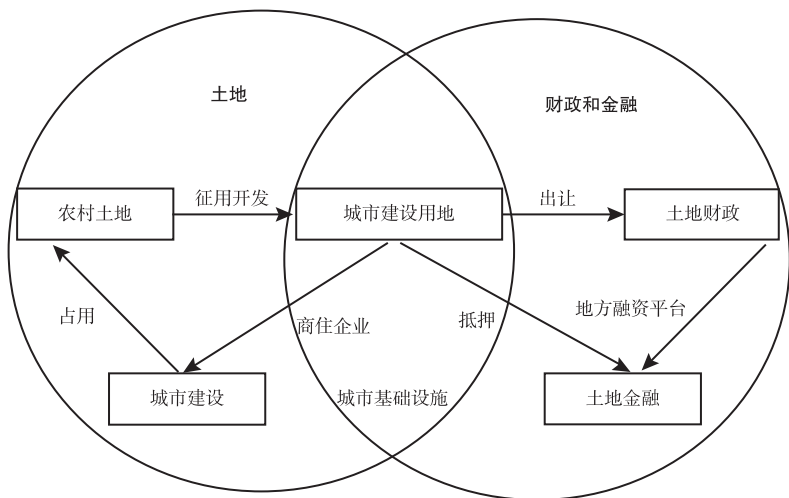 土地
财政和金融
农村土地
征用开发
城市建设用地
出让
土地财政
占用
商住企业
抵押
地方融资平台
城市建设
城市基础设施
土地金融